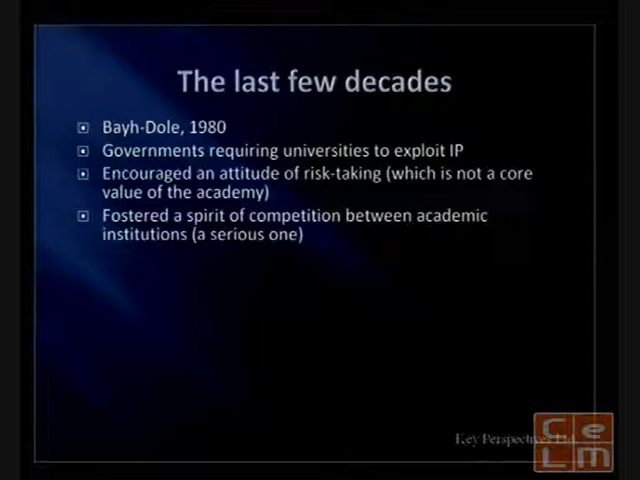 The last few decades
Bayh-Dole, 1980
Governments requiring universities to exploit IP
Encouraged an attitude of risk-taking (which is not a core
value of the academy)
Fostered a spirit of competition between academic
institutions (a serious one)
Key Perspectives Ltd
Ce
Lm